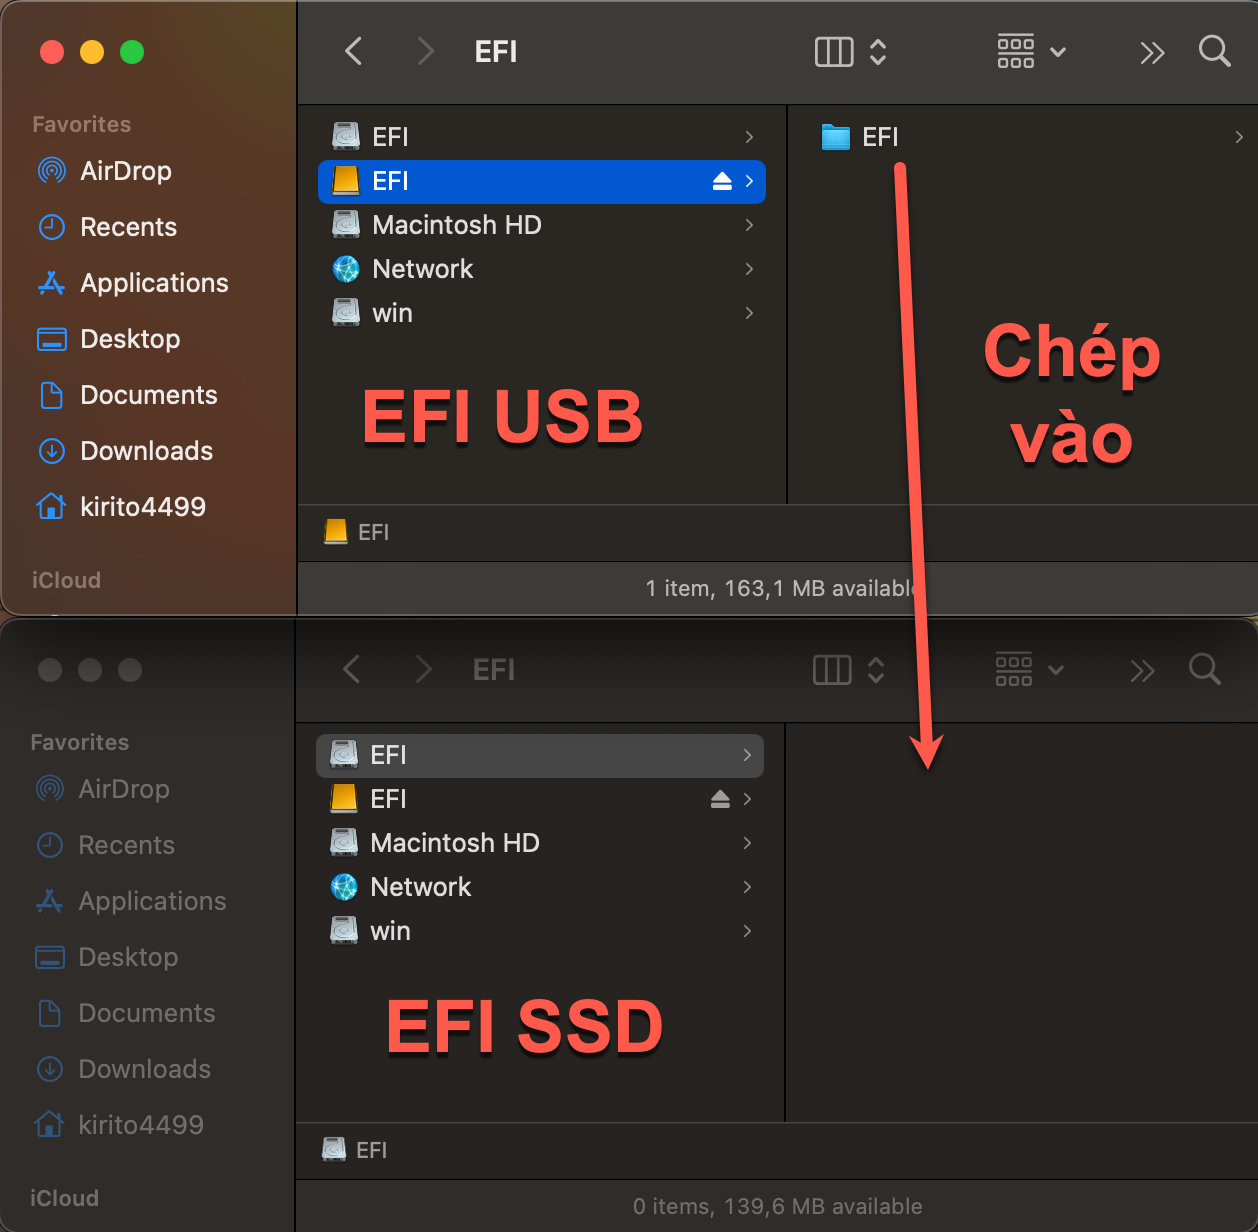 EFI
Favorites
AirDrop
Recents
Applications
Desktop
Documents
Downloads
kirito4499
iCloud
EFI
EFI
Macintosh HD
Network
win
EFI USB
EFI
Chép
vào
EFI
1 item, 163,1 MB available
EFI
Favorites
AirDrop
Recents
Applications
Desktop
Documents
Downloads
kirito4499
iCloud
EFI
EFI
Macintosh HD
Network
win
EFI SSD
EFI
0 items, 139,6 MB available